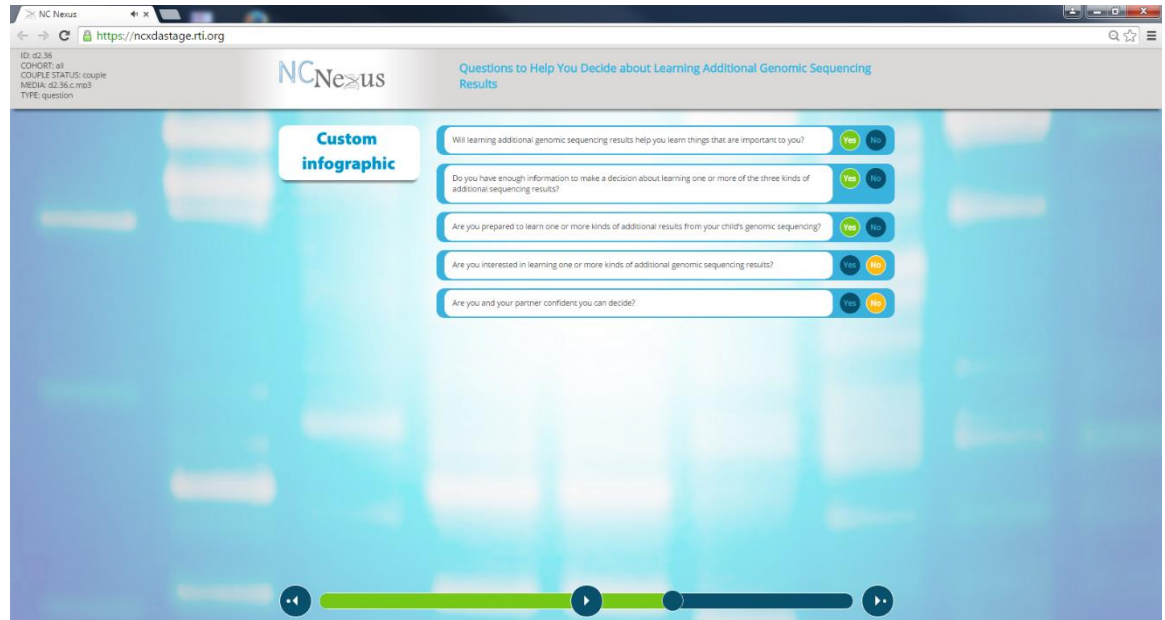 NC Nexus
https://ncxdastage.rti.org
ID: d2.36
COHORT: all
COUPLE STATUS: couple
MEDIA: d2.36.c.mp3
TYPE: question
NCNexus
Questions to Help You Decide about Learning Additional Genomic Sequencing
Results
Custom
infographic
Will learning additional genomic sequencing results help you learn things that are important to you?
Yes No
Do you have enough information to make a decision about learning one or more of the three kinds of
additional sequencing results?
Yes No
Are you prepared to learn one or more kinds of additional results from your child's genomic sequencing?
Yes No
Are you interested in learning one or more kinds of additional genomic sequencing results?
Yes No
Are you and your partner confident you can decide?
Yes No